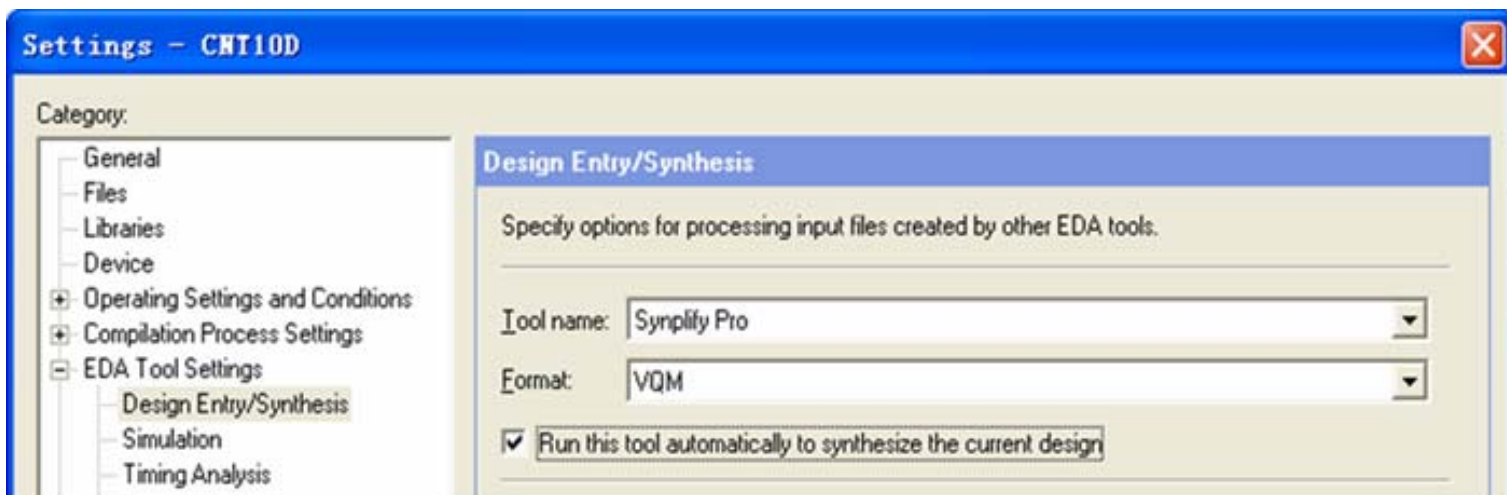 Settings - CNT10D
Category:
General
Files
Libraries
Device
Operating Settings and Conditions
Compilation Process Settings
EDA Tool Settings
Design Entry/Synthesis
Simulation
Timing Analysis
Design Entry/Synthesis
Specify options for processing input files created by other EDA tools.
Tool name: Synplify Pro
Format: VQM
Run this tool automatically to synthesize the current design